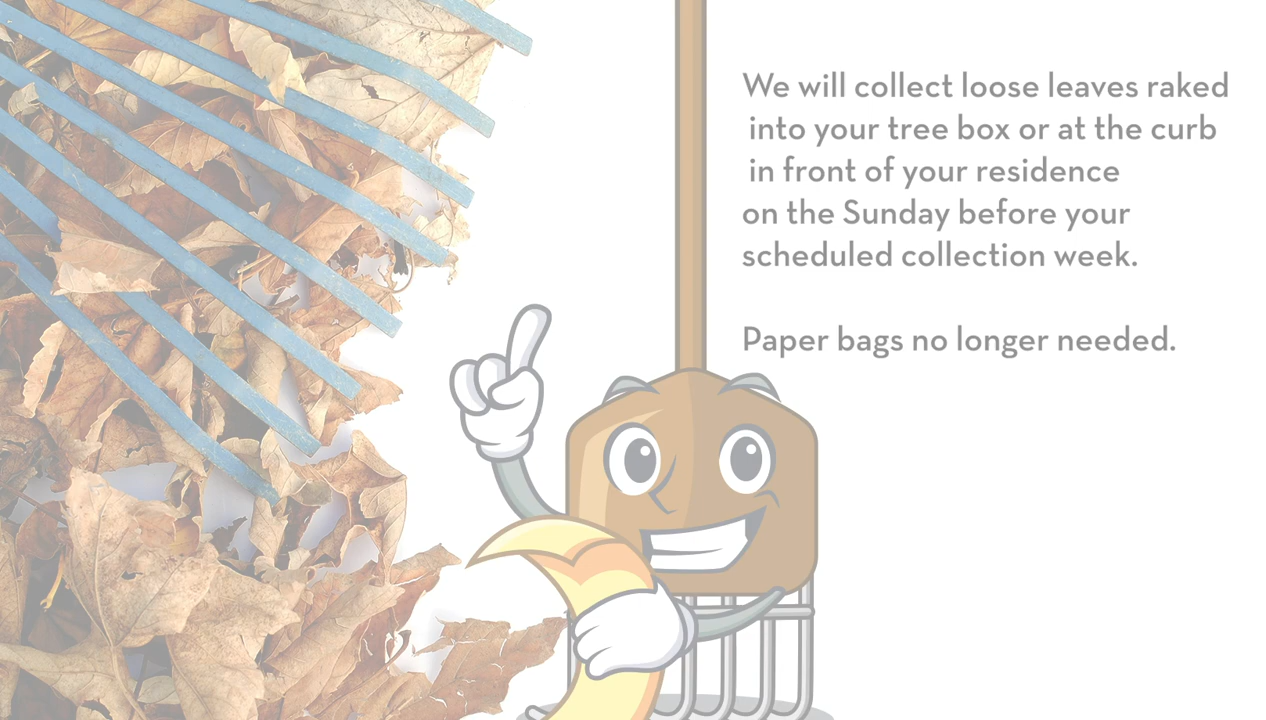 We will collect loose leaves raked
into your tree box or at the curb
in front of your residence
on the Sunday before your
scheduled collection week.
Paper bags no longer needed.